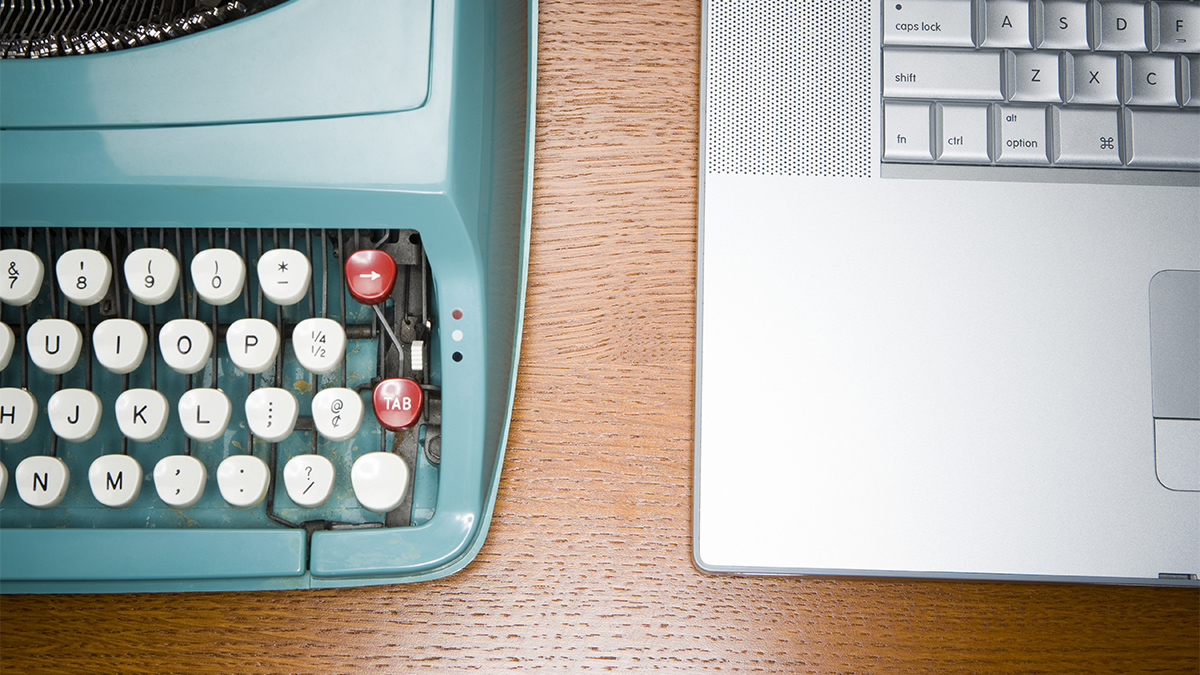 & 7 ! 8 ( 9 ) 0 * - →
U I O P 1/4 1/2
H J K L ; : @ ¢ TAB
N M , . ? /
caps lock A S D F
shift Z X C
fn ctrl alt option ⌘